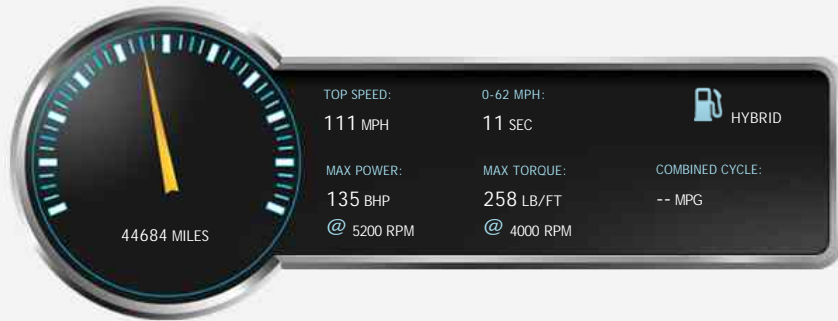 TOP SPEED:
111 MPH
0-62 MPH:
11 SEC
HYBRID
MAX POWER:
135 BHP
@ 5200 RPM
MAX TORQUE:
258 LB/FT
@ 4000 RPM
COMBINED CYCLE:
-- MPG
44684 MILES